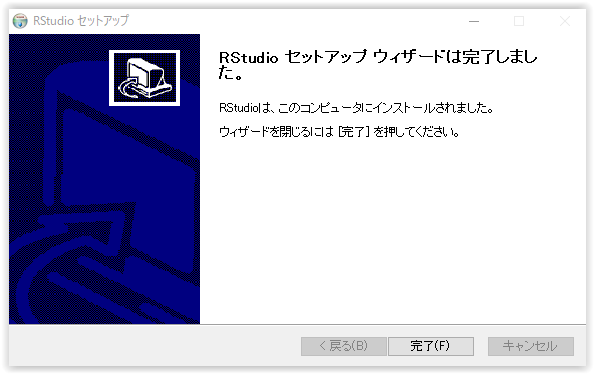 RStudio セットアップ
RStudio セットアップ ウィザードは完了しまし
た。
RStudioは、このコンピュータにインストールされました。
ウィザードを閉じるには [完了] を押してください。
< 戻る(B)
完了(F)
キャンセル